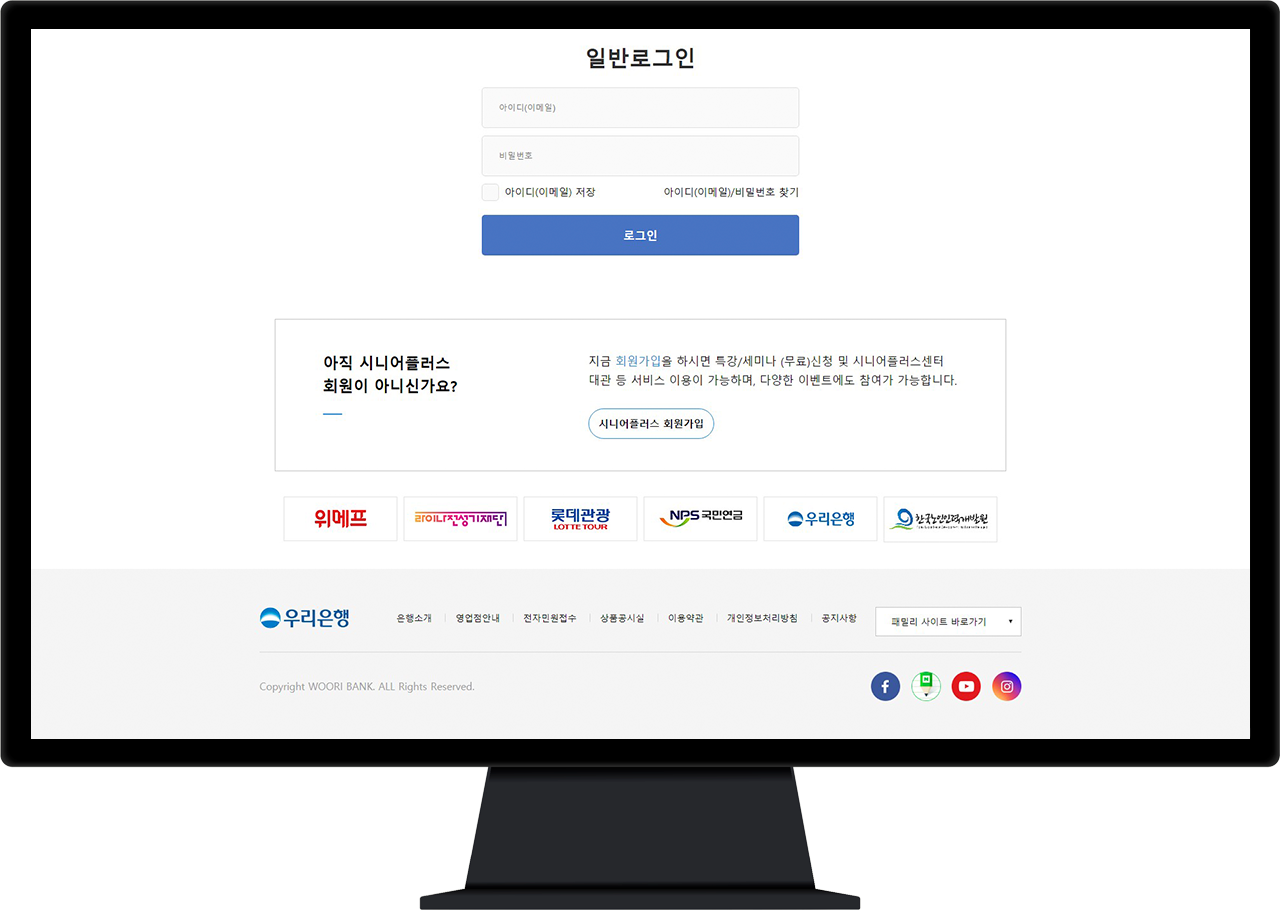 일반로그인
아이디(이메일)
비밀번호
아이디(이메일) 저장
아이디(이메일)/비밀번호 찾기
로그인
아직 시니어플러스
회원이 아니신가요?
지금 회원가입을 하시면 특강/세미나 (무료)신청 및 시니어플러스센터
대관 등 서비스 이용이 가능하며, 다양한 이벤트에도 참여가 가능합니다.
시니어플러스 회원가입
위메프
라이나전성기재단
롯데관광
LOTTE TOUR
NPS 국민연금
우리은행
한국노인인력개발원
우리은행
은행소개
영업점안내
전자민원접수
상품공시실
이용약관
개인정보처리방침
공지사항
패밀리 사이트 바로가기
Copyright WOORI BANK. ALL Rights Reserved.